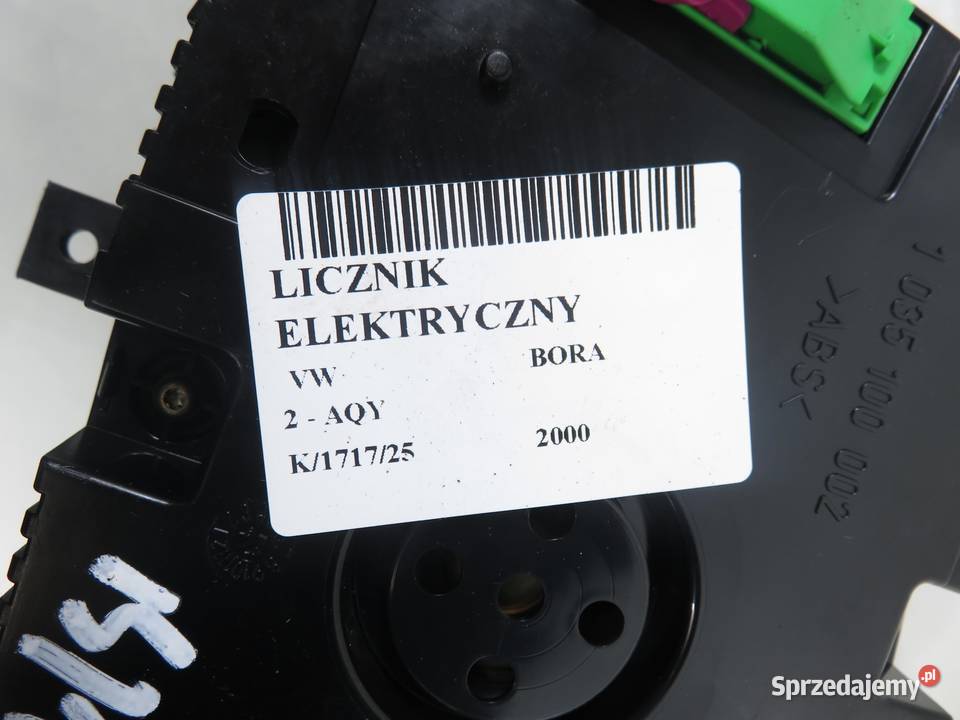 LICZNIK
ELEKTRYCZNY
VW BORA
2 - AQY
K/1717/25 2000
1 035 100 002
>ABS<
Sprzedajemy.pl